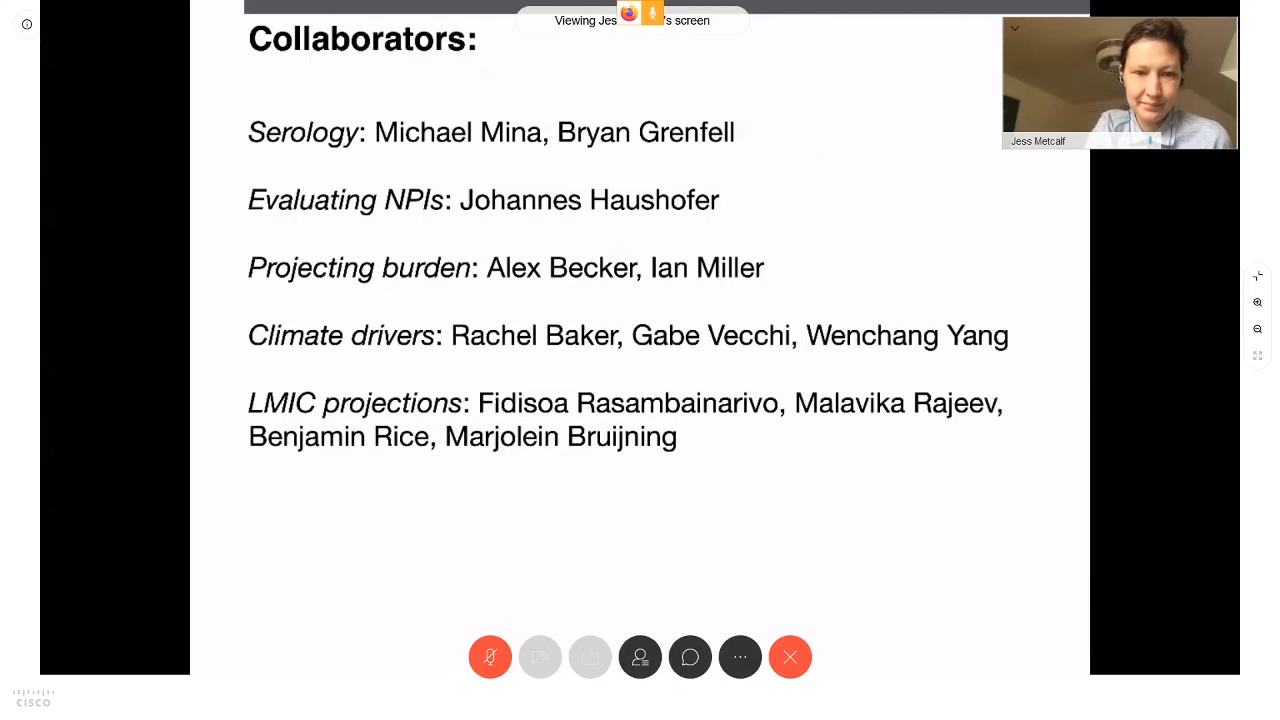 Viewing Jes 's screen
Collaborators:
Serology: Michael Mina, Bryan Grenfell
Jess Metcalf
Evaluating NPIs: Johannes Haushofer
Projecting burden: Alex Becker, Ian Miller
Climate drivers: Rachel Baker, Gabe Vecchi, Wenchang Yang
LMIC projections: Fidisoa Rasambainarivo, Malavika Rajeev,
Benjamin Rice, Marjolein Bruijning
CISCO